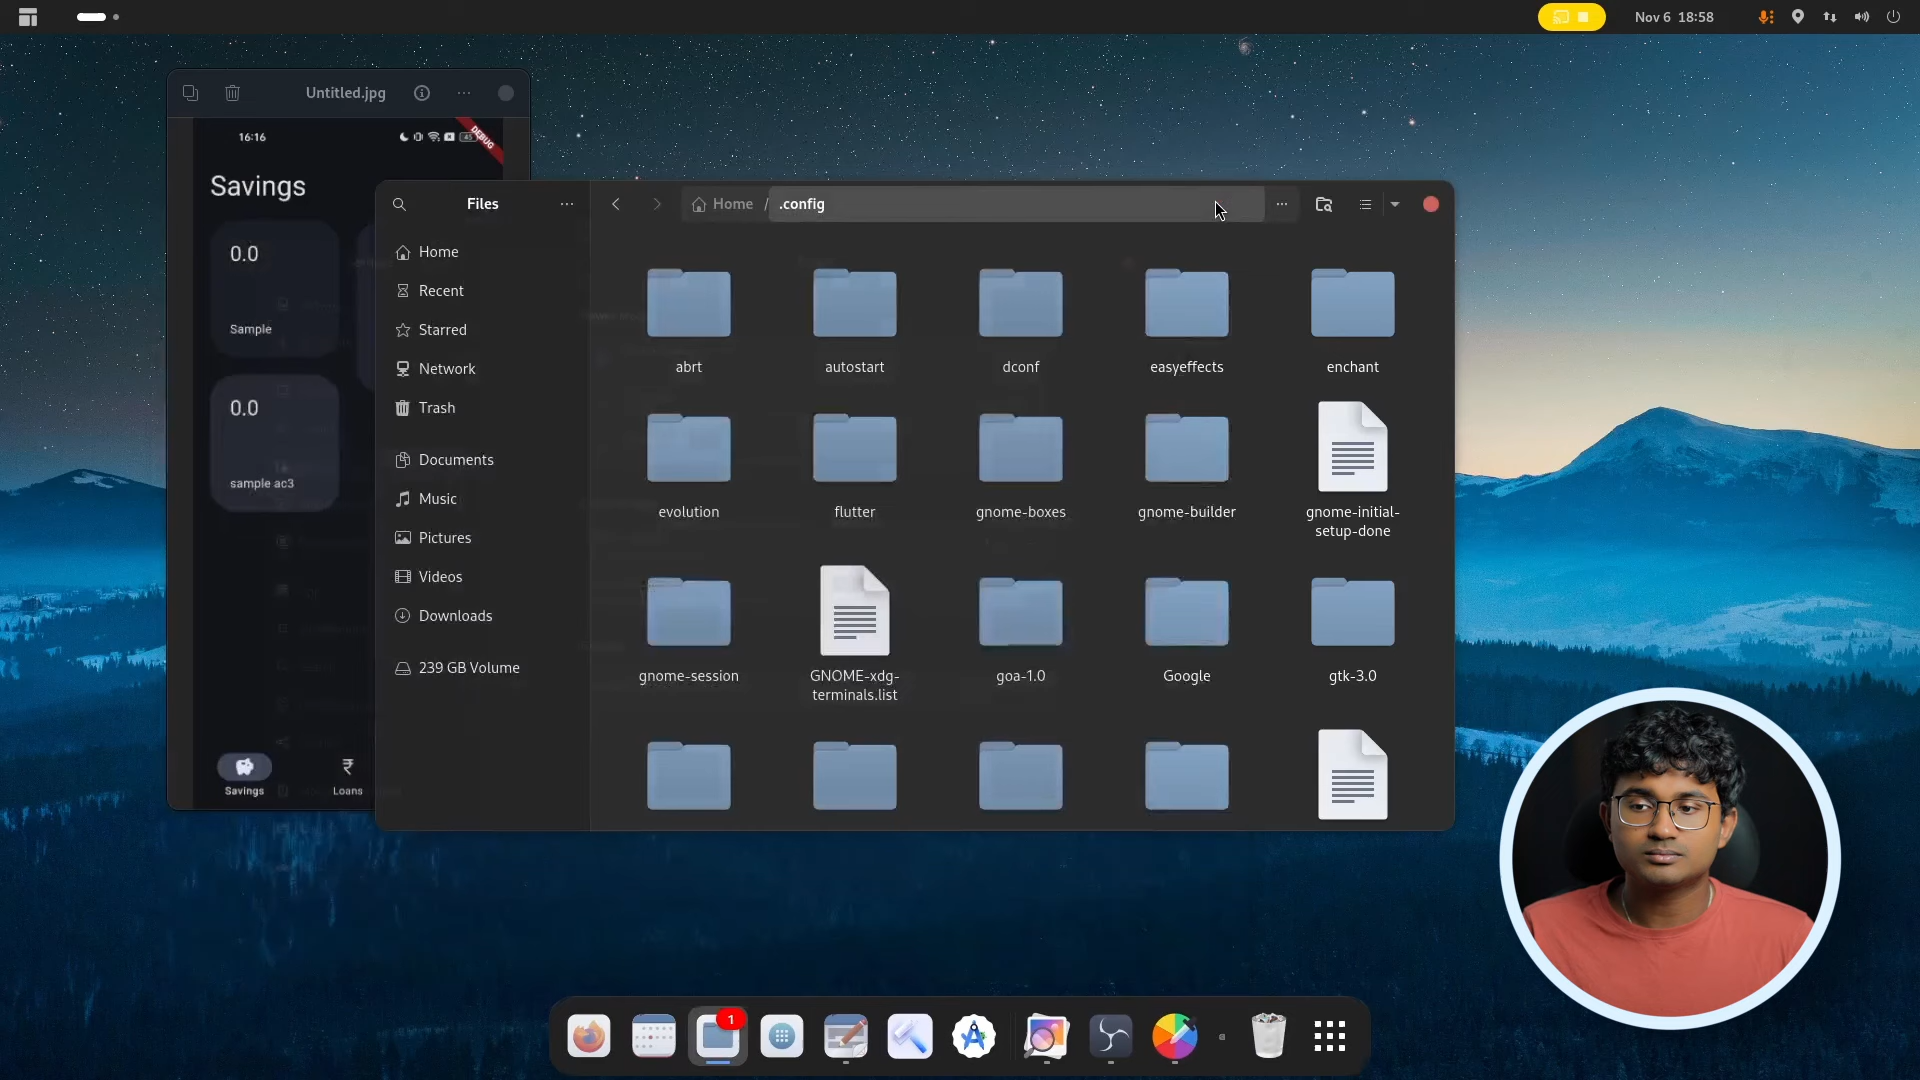 Nov 6 18:58
Untitled.jpg
16:16
DEBUG
Savings
0.0
Sample
0.0
sample ac3
Savings
Loans
Files
Home / .config
Home
Recent
Starred
Network
Trash
Documents
Music
Pictures
Videos
Downloads
239 GB Volume
abrt
autostart
dconf
easyeffects
enchant
evolution
flutter
gnome-boxes
gnome-builder
gnome-initial-
setup-done
gnome-session
GNOME-xdg-
terminals.list
goa-1.0
Google
gtk-3.0
1